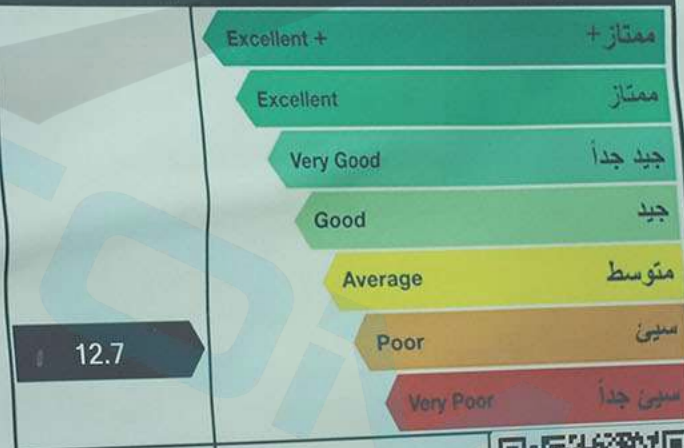 Excellent + ممتاز+
Excellent ممتاز
Very Good جيد جداً
Good جيد
Average متوسط
12.7 Poor سيئ
Very Poor سيئ جداً